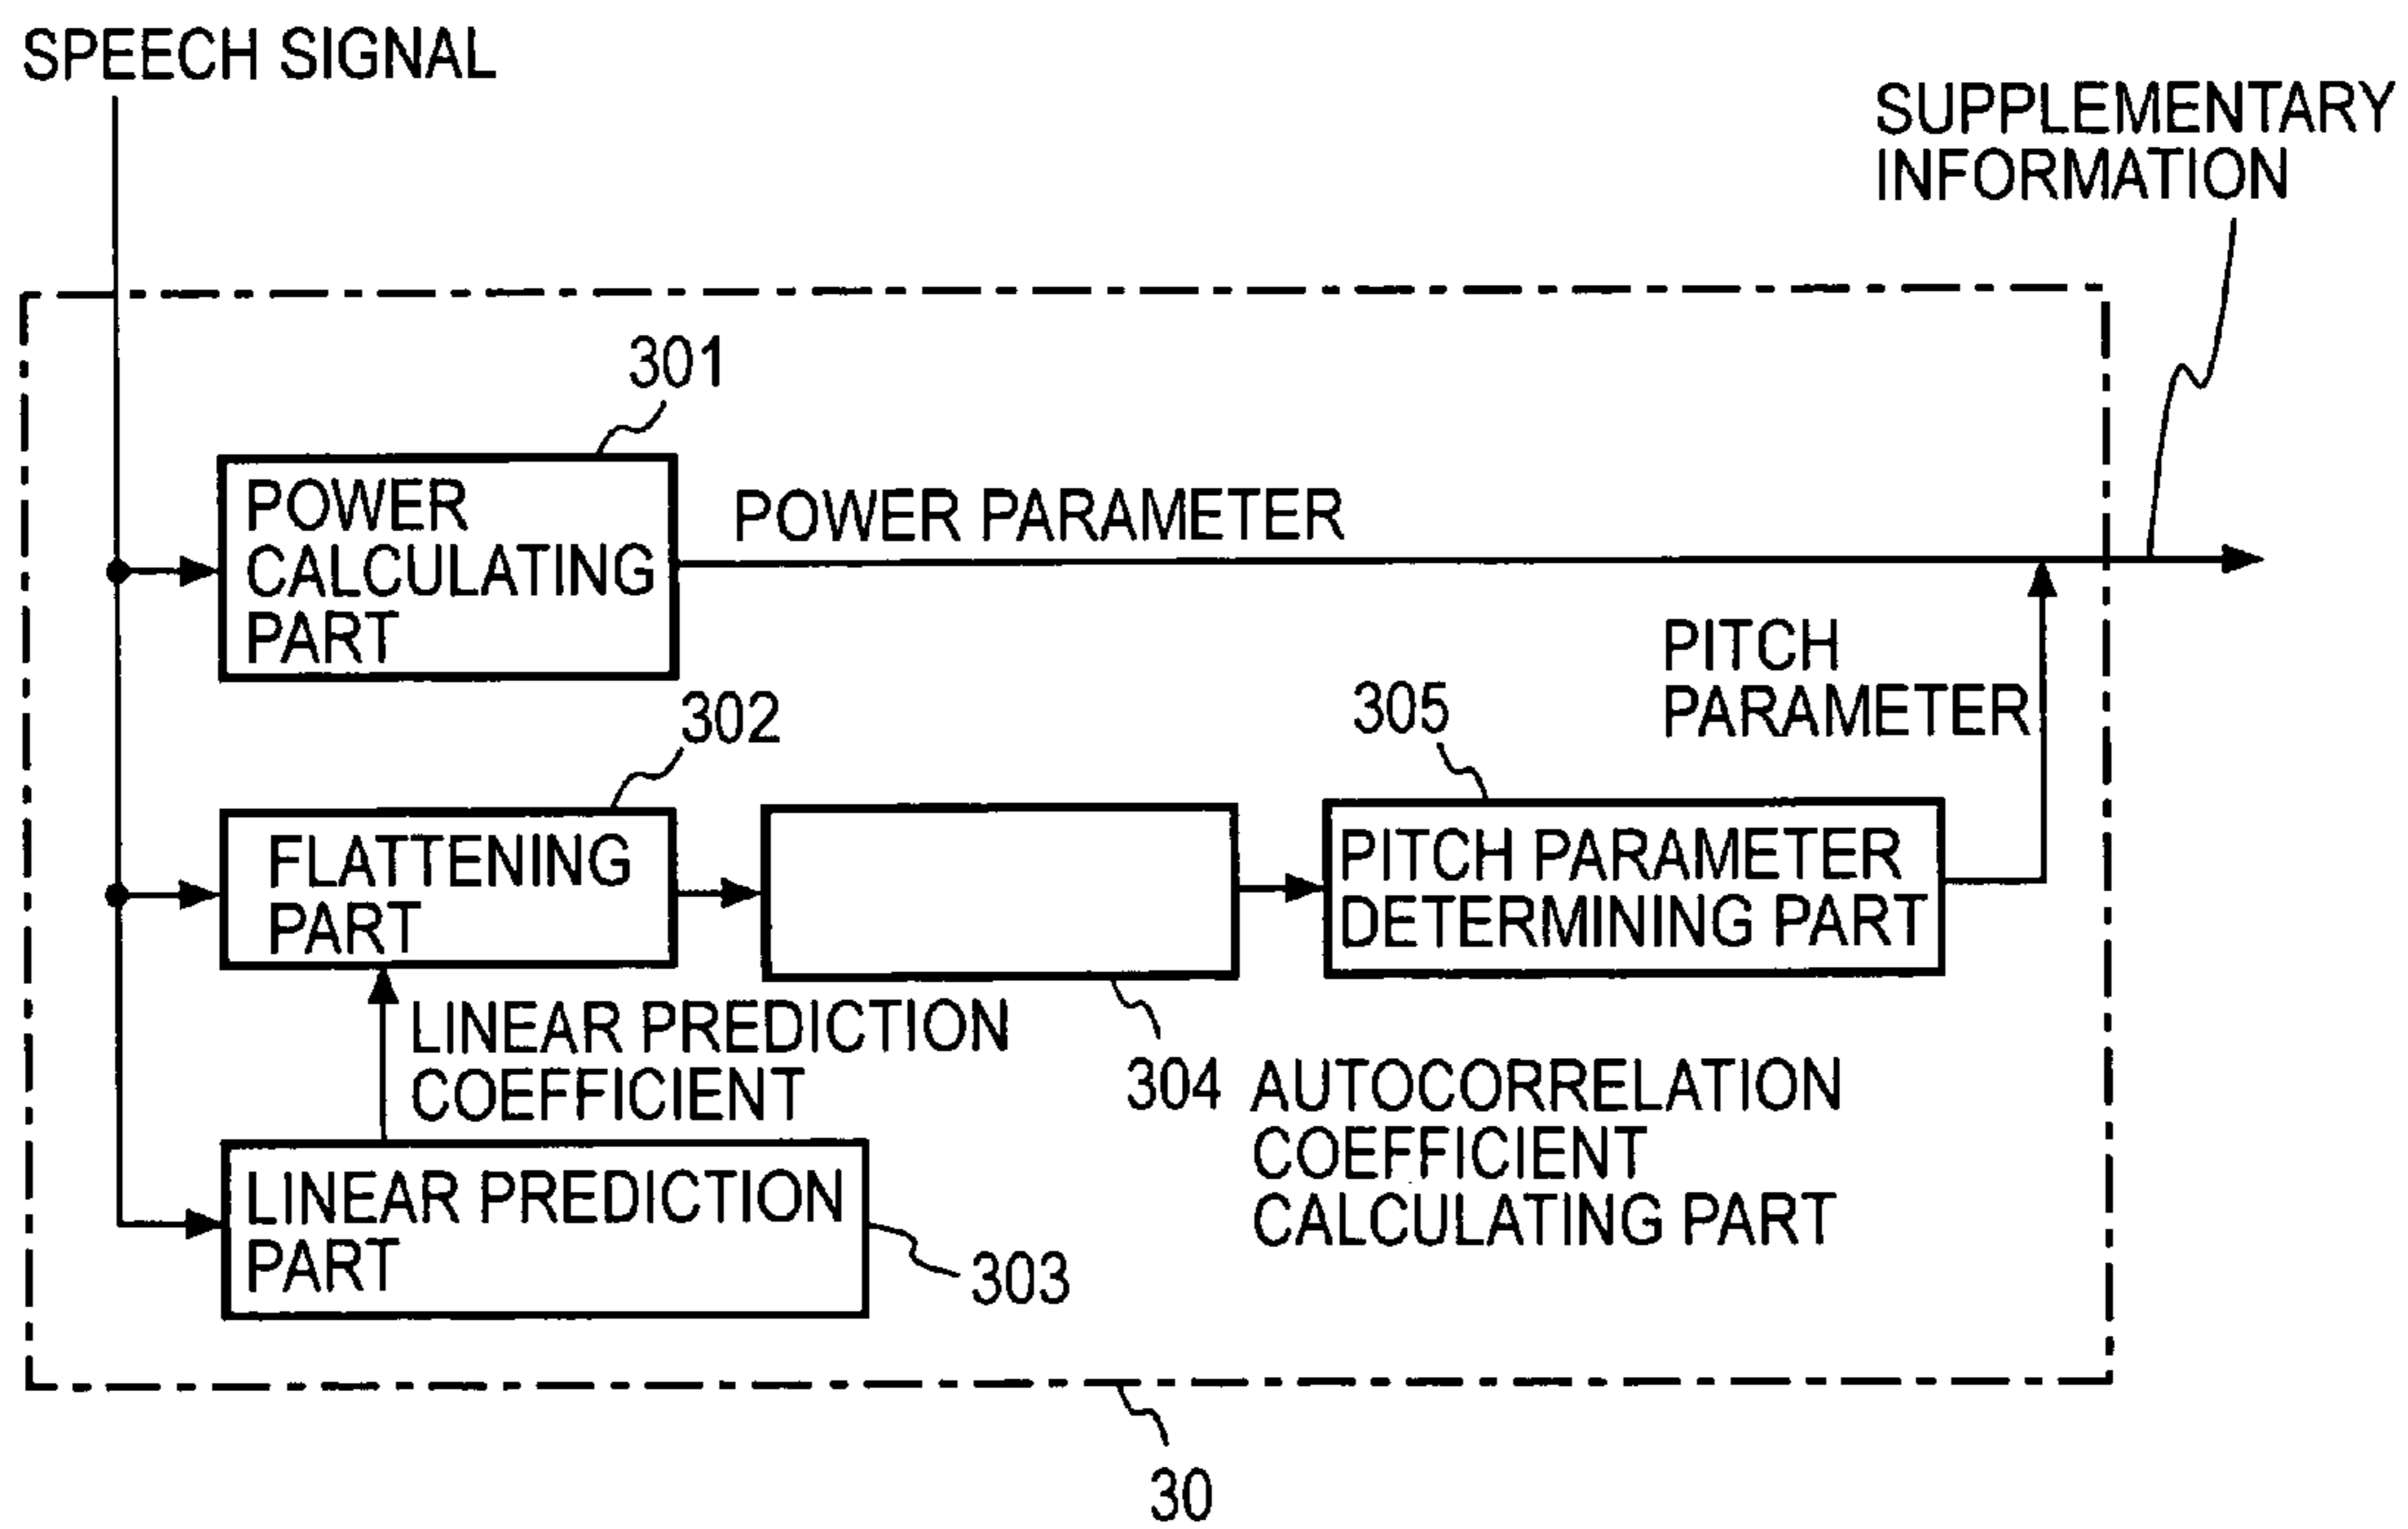 SPEECH SIGNAL
SUPPLEMENTARY
INFORMATION
301
POWER
CALCULATING
PART
POWER PARAMETER
PITCH
PARAMETER
302
305
FLATTENING
PART
PITCH PARAMETER
DETERMINING PART
LINEAR PREDICTION
COEFFICIENT
304 AUTOCORRELATION
COEFFICIENT
CALCULATING PART
LINEAR PREDICTION
PART
303
30